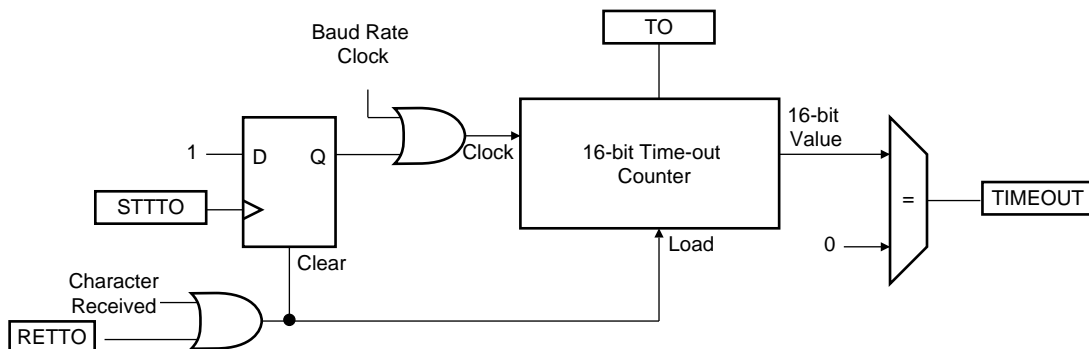 TO
Baud Rate
Clock
16-bit
Value
1
D
Q
Clock
16-bit Time-out
Counter
STTTO
=
TIMEOUT
Clear
Load
0
Character
Received
RETTO